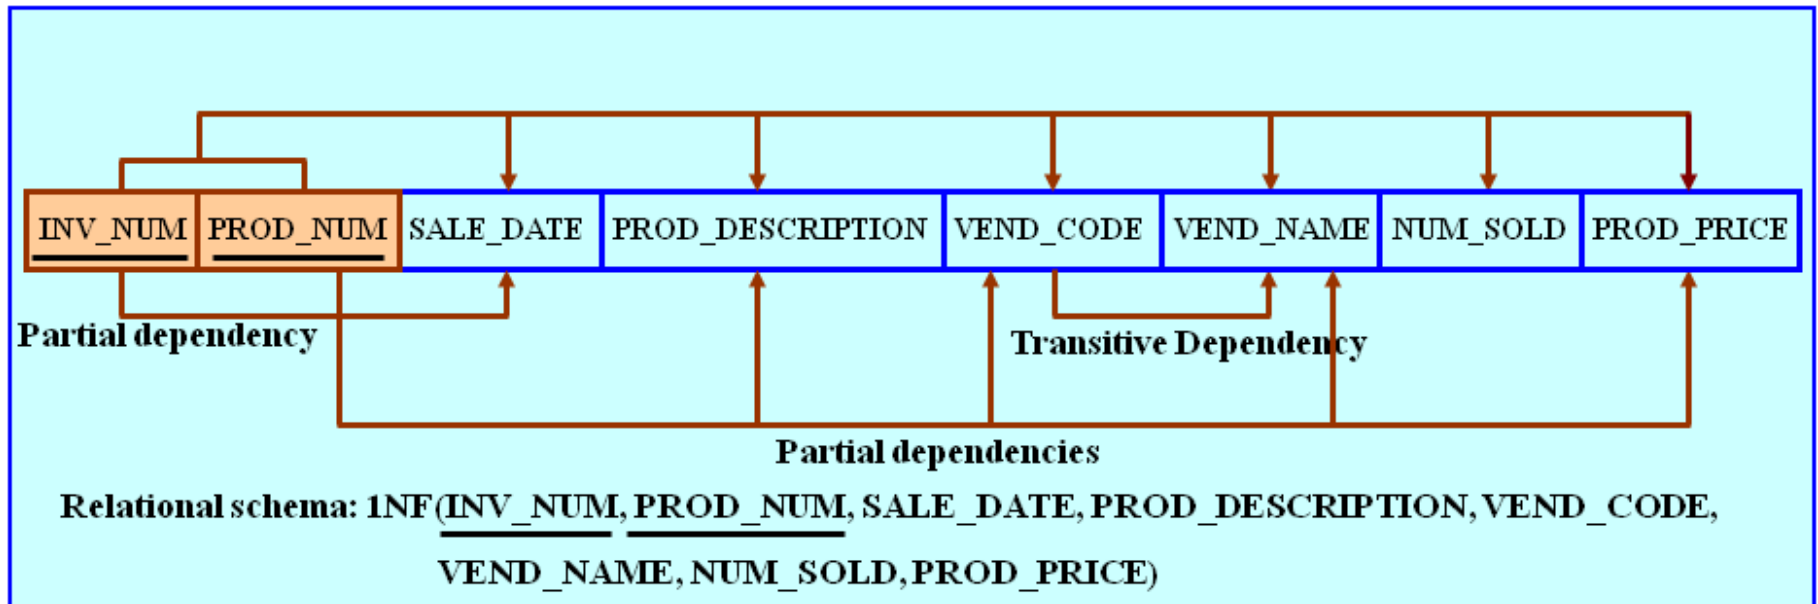 INV_NUM PROD_NUM SALE_DATE PROD_DESCRIPTION VEND_CODE VEND_NAME NUM_SOLD PROD_PRICE
Partial dependency
Transitive Dependency
Partial dependencies
Relational schema: 1NF(INV_NUM, PROD_NUM, SALE_DATE, PROD_DESCRIPTION, VEND_CODE,
VEND_NAME, NUM_SOLD, PROD_PRICE)